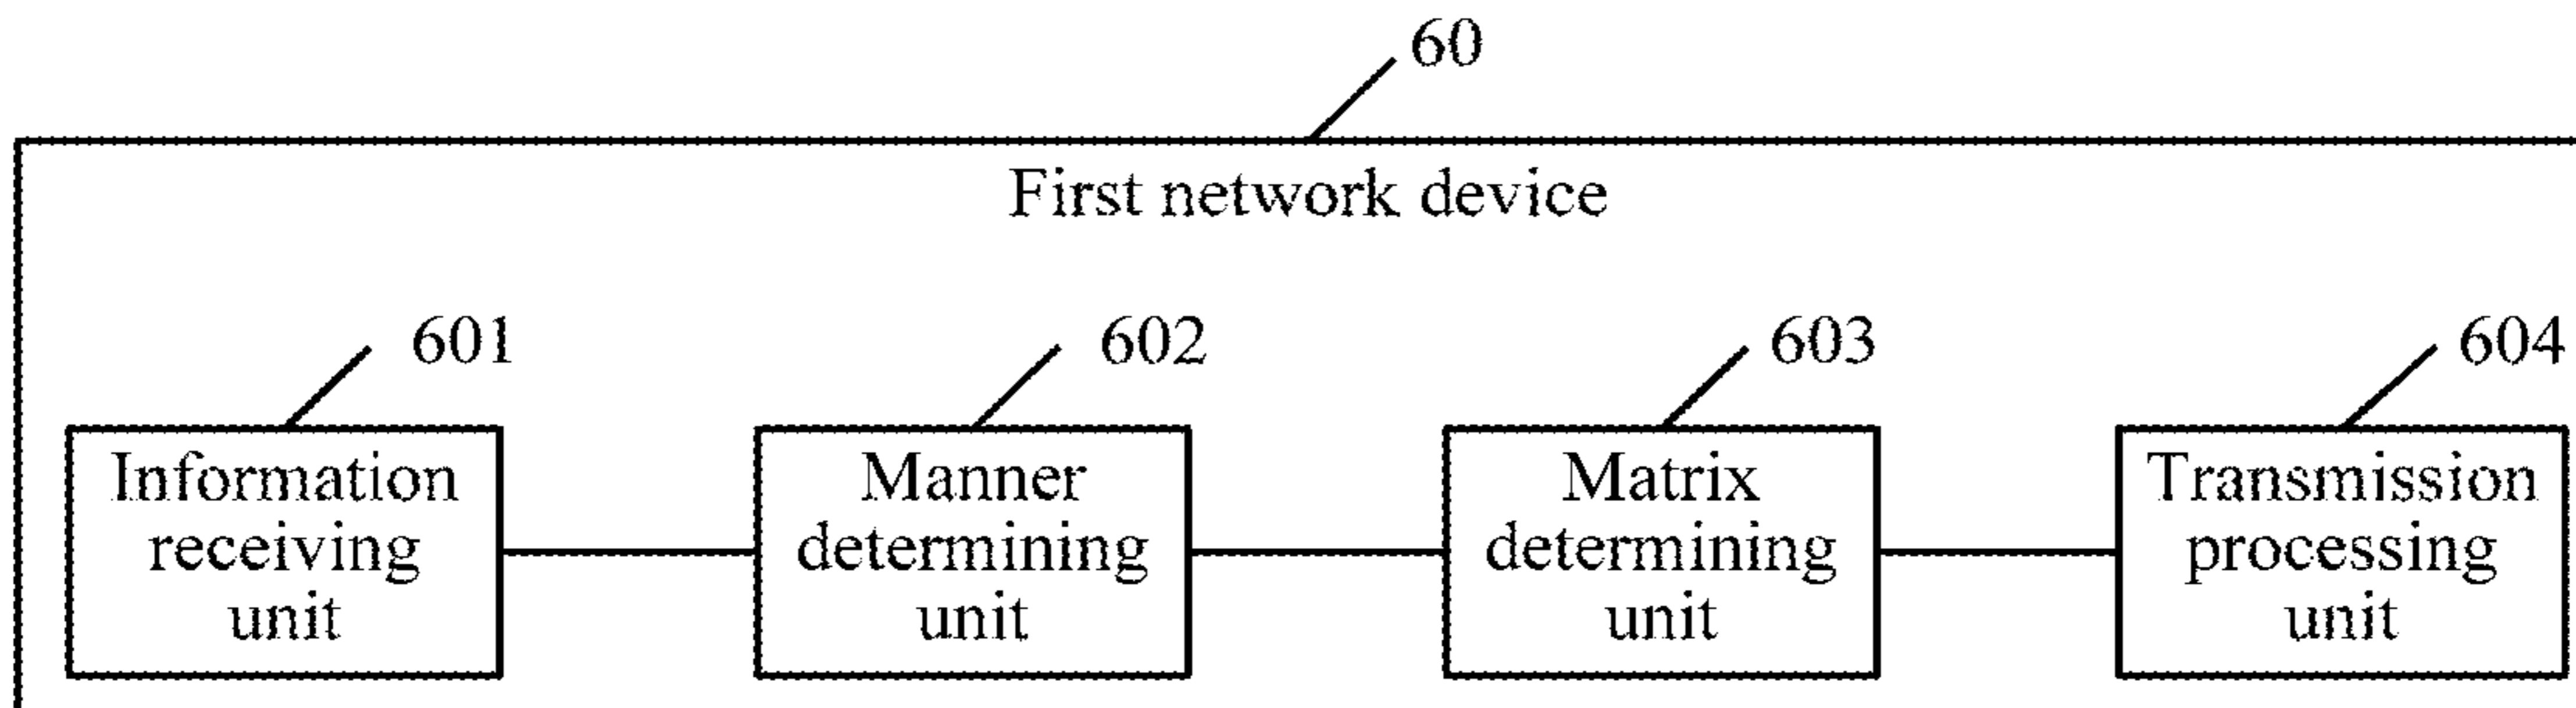 60
First network device
601
602
603
604
Information
receiving
unit
Manner
determining
unit
Matrix
determining
unit
Transmission
processing
unit